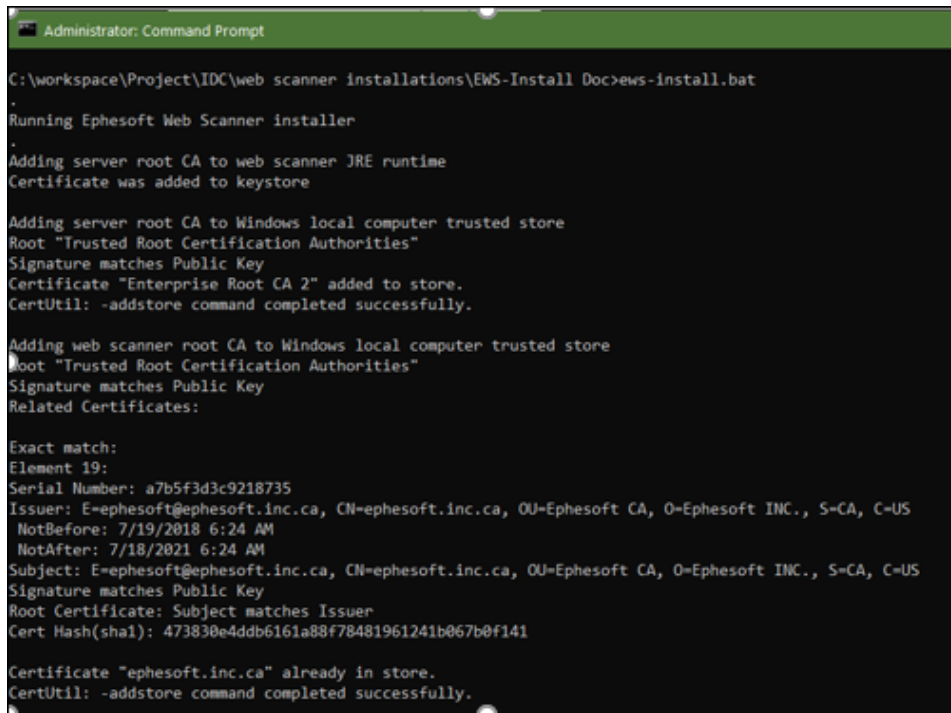 Administrator: Command Prompt
C:\workspace\Project\IDC\web scanner installations\EWS-Install Doc>ews-install.bat
.
Running Ephesoft Web Scanner installer
.
Adding server root CA to web scanner JRE runtime
Certificate was added to keystore
Adding server root CA to Windows local computer trusted store
Root "Trusted Root Certification Authorities"
Signature matches Public Key
Certificate "Enterprise Root CA 2" added to store.
CertUtil: -addstore command completed successfully.
Adding web scanner root CA to Windows local computer trusted store
Root "Trusted Root Certification Authorities"
Signature matches Public Key
Related Certificates:
Exact match:
Element 19:
Serial Number: a7b5f3d3c9218735
Issuer: E=ephesoft@ephesoft.inc.ca, CN=ephesoft.inc.ca, OU=Ephesoft CA, O=Ephesoft INC., S=CA, C=US
NotBefore: 7/19/2018 6:24 AM
NotAfter: 7/18/2021 6:24 AM
Subject: E=ephesoft@ephesoft.inc.ca, CN=ephesoft.inc.ca, OU=Ephesoft CA, O=Ephesoft INC., S=CA, C=US
Signature matches Public Key
Root Certificate: Subject matches Issuer
Cert Hash(sha1): 473830e4ddb6161a88f78481961241b067b0f141
Certificate "ephesoft.inc.ca" already in store.
CertUtil: -addstore command completed successfully.